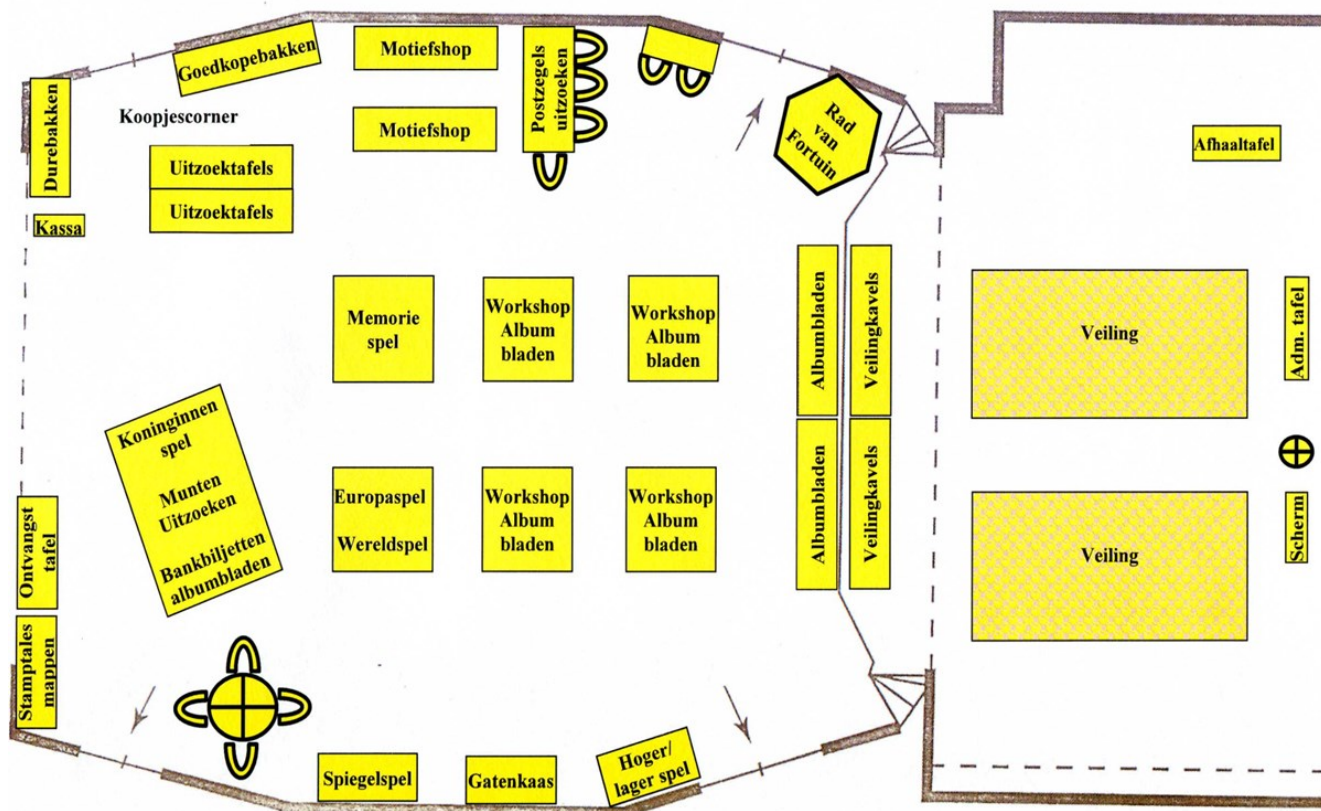 Goedkopebakken
Motiefshop
Postzegels
uitzoeken
Durebakken
Koopjescorner
Motiefshop
Rad
van
Fortuin
Afhaaltafel
Uitzoektafels
Uitzoektafels
Kassa
Memorie
spel
Workshop
Album
bladen
Workshop
Album
bladen
Albumbladen
Veilingkavels
Veiling
Adm. tafel
Koninginnen
spel
Munten
Uitzoeken
Bankbiljetten
albumbladen
Europaspel
Wereldspel
Workshop
Album
bladen
Workshop
Album
bladen
Albumbladen
Veilingkavels
Veiling
Scherm
Ontvangst
tafel
Stamptales
mappen
Spiegelspel
Gatenkaas
Hoger/
lager spel